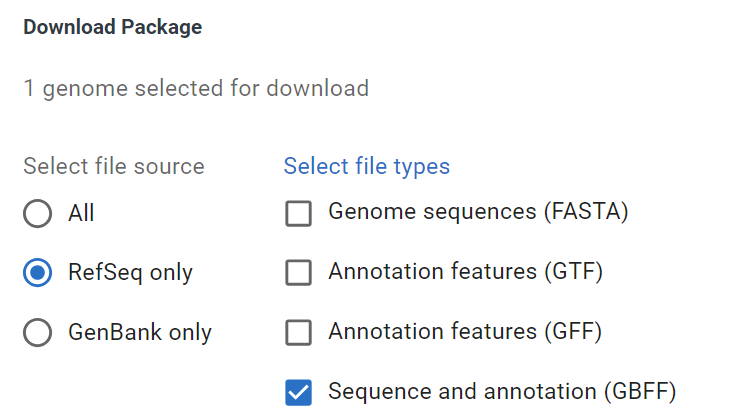 Download Package
1 genome selected for download
Select file source
Select file types
All
Genome sequences (FASTA)
RefSeq only
Annotation features (GTF)
GenBank only
Annotation features (GFF)
Sequence and annotation (GBFF)